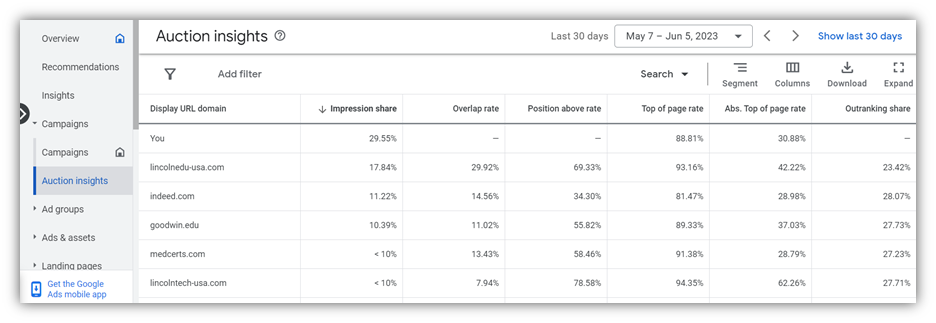 Overview
Recommendations
Insights
Campaigns
Campaigns
Auction insights
Ad groups
Ads & assets
Landing pages
Get the Google
Ads mobile app
Auction insights
Last 30 days May 7 – Jun 5, 2023 Show last 30 days
Add filter Search Segment Columns Download Expand
Display URL domain Impression share Overlap rate Position above rate Top of page rate Abs. Top of page rate Outranking share
You 29.55% — — 88.81% 30.88% —
lincolnedu-usa.com 17.84% 29.92% 69.33% 93.16% 42.22% 23.42%
indeed.com 11.22% 14.56% 34.30% 81.47% 28.98% 28.07%
goodwin.edu 10.39% 11.02% 55.82% 89.33% 37.03% 27.73%
medcerts.com < 10% 13.43% 58.46% 91.38% 28.79% 27.23%
lincolntech-usa.com < 10% 7.94% 78.58% 94.35% 62.26% 27.71%